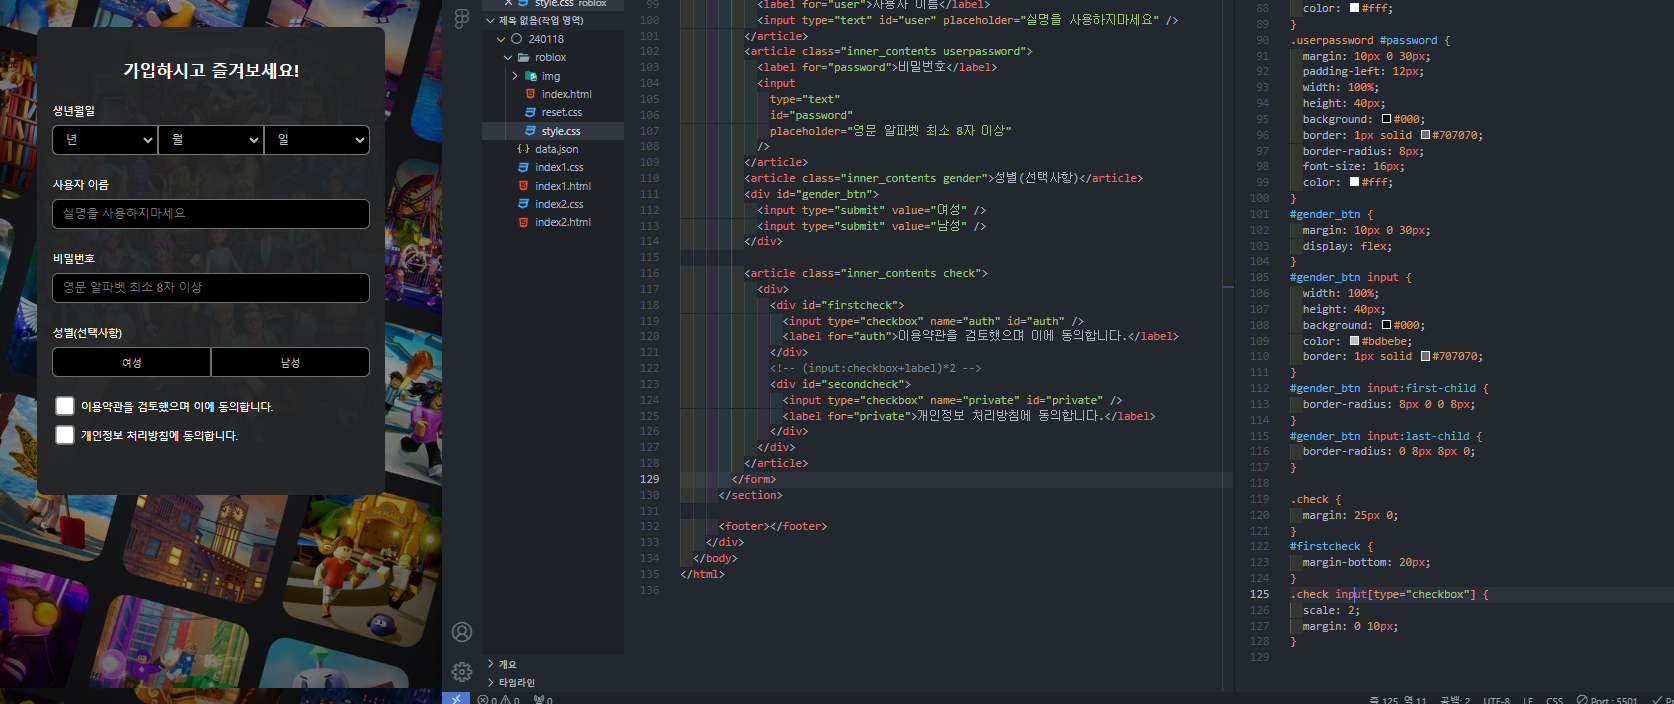 가입하시고 즐겨보세요!
생년월일
년 월 일
사용자 이름
실명을 사용하지마세요
비밀번호
영문 알파벳 최소 8자 이상
성별(선택사항)
여성 남성
이용약관을 검토했으며 이에 동의합니다.
개인정보 처리방침에 동의합니다.
style.css roblox
제목 없음(작업 영역)
240118
roblox
img
index.html
reset.css
style.css
data.json
index1.css
index1.html
index2.css
index2.html
개요
타임라인
99 <label for="user">사용자 이름</label>
100 <input type="text" id="user" placeholder="실명을 사용하지마세요" />
101 </article>
102 <article class="inner_contents userpassword">
103 <label for="password">비밀번호</label>
104 <input
105 type="text"
106 id="password"
107 placeholder="영문 알파벳 최소 8자 이상"
108 />
109 </article>
110 <article class="inner_contents gender">성별(선택사항)</article>
111 <div id="gender_btn">
112 <input type="submit" value="여성" />
113 <input type="submit" value="남성" />
114 </div>
115
116 <article class="inner_contents check">
117 <div>
118 <div id="firstcheck">
119 <input type="checkbox" name="auth" id="auth" />
120 <label for="auth">이용약관을 검토했으며 이에 동의합니다.</label>
121 </div>
122 <!-- (input:checkbox+label)*2 -->
123 <div id="secondcheck">
124 <input type="checkbox" name="private" id="private" />
125 <label for="private">개인정보 처리방침에 동의합니다.</label>
126 </div>
127 </div>
128 </article>
129 </form>
130 </section>
131
132 <footer></footer>
133 </div>
134 </body>
135 </html>
136
88 color: #fff;
89 }
90 .userpassword #password {
91 margin: 10px 0 30px;
92 padding-left: 12px;
93 width: 100%;
94 height: 40px;
95 background: #000;
96 border: 1px solid #707070;
97 border-radius: 8px;
98 font-size: 16px;
99 color: #fff;
100 }
101 #gender_btn {
102 margin: 10px 0 30px;
103 display: flex;
104 }
105 #gender_btn input {
106 width: 100%;
107 height: 40px;
108 background: #000;
109 color: #bdbebe;
110 border: 1px solid #707070;
111 }
112 #gender_btn input:first-child {
113 border-radius: 8px 0 0 8px;
114 }
115 #gender_btn input:last-child {
116 border-radius: 0 8px 8px 0;
117 }
118
119 .check {
120 margin: 25px 0;
121 }
122 #firstcheck {
123 margin-bottom: 20px;
124 }
125 .check input[type="checkbox"] {
126 scale: 2;
127 margin: 0 10px;
128 }
129
0 0 0
줄 125, 열 11 공백: 2 UTF-8 LF CSS Port : 5501